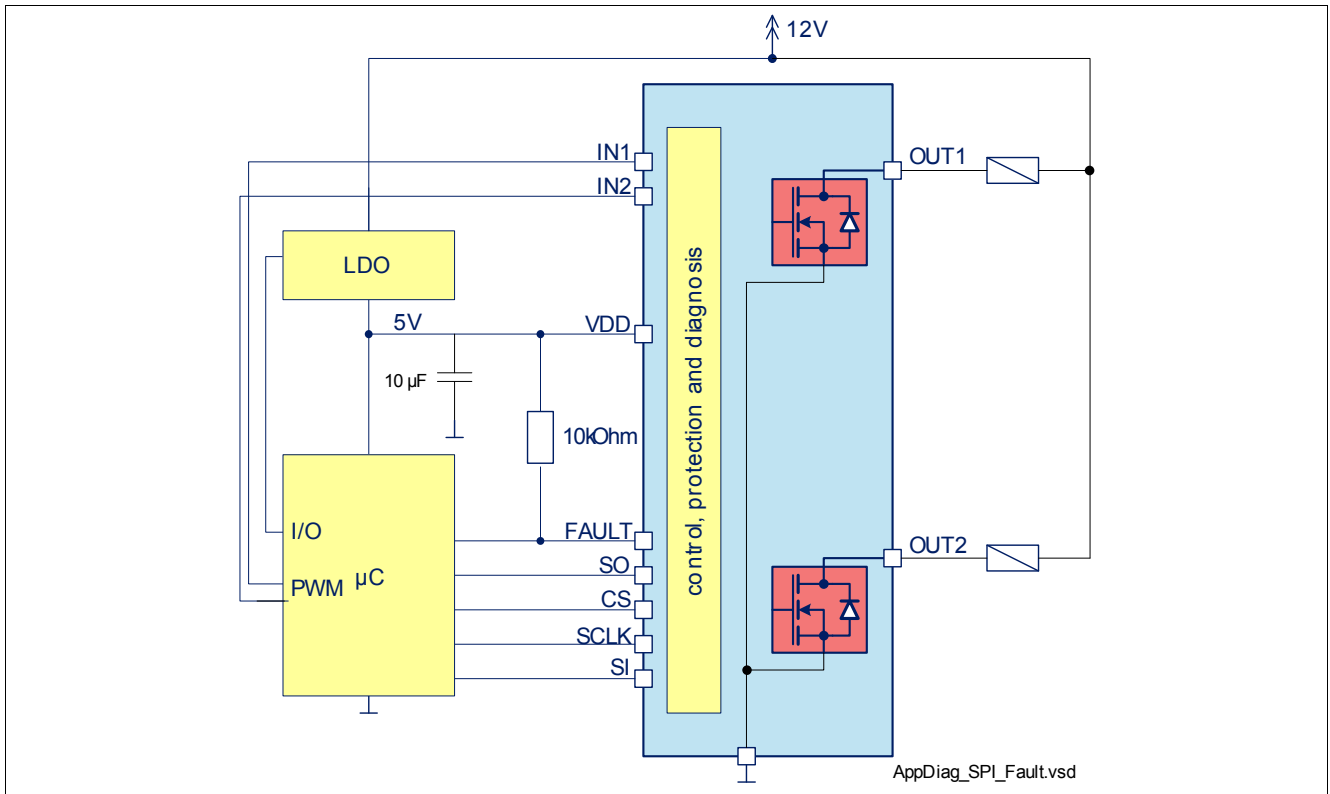 12V
IN1
OUT1
IN2
LDO
5V
VDD
10 µF
10kOhm
control, protection and diagnosis
I/O
FAULT
OUT2
SO
PWM
µC
CS
SCLK
SI
AppDiag_SPI_Fault.vsd